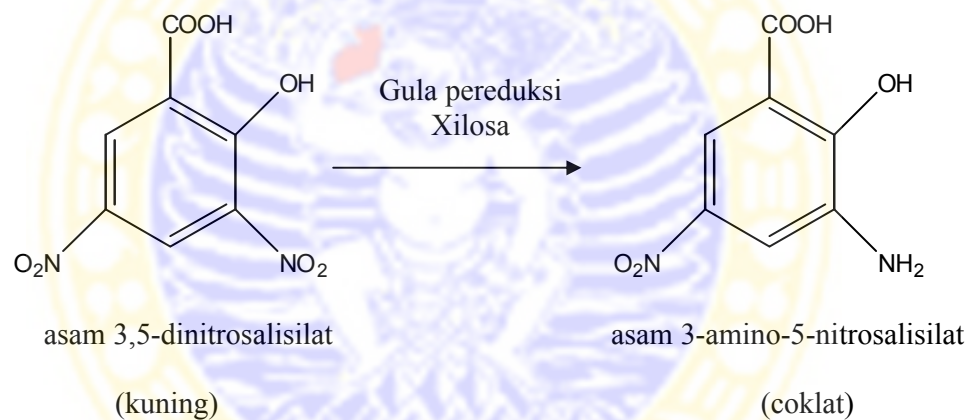 COOH
OH
O₂N
NO₂
Gula pereduksi
Xilosa
COOH
OH
O₂N
NH₂
asam 3,5-dinitrosalisilat
asam 3-amino-5-nitrosalisilat
(kuning)
(coklat)